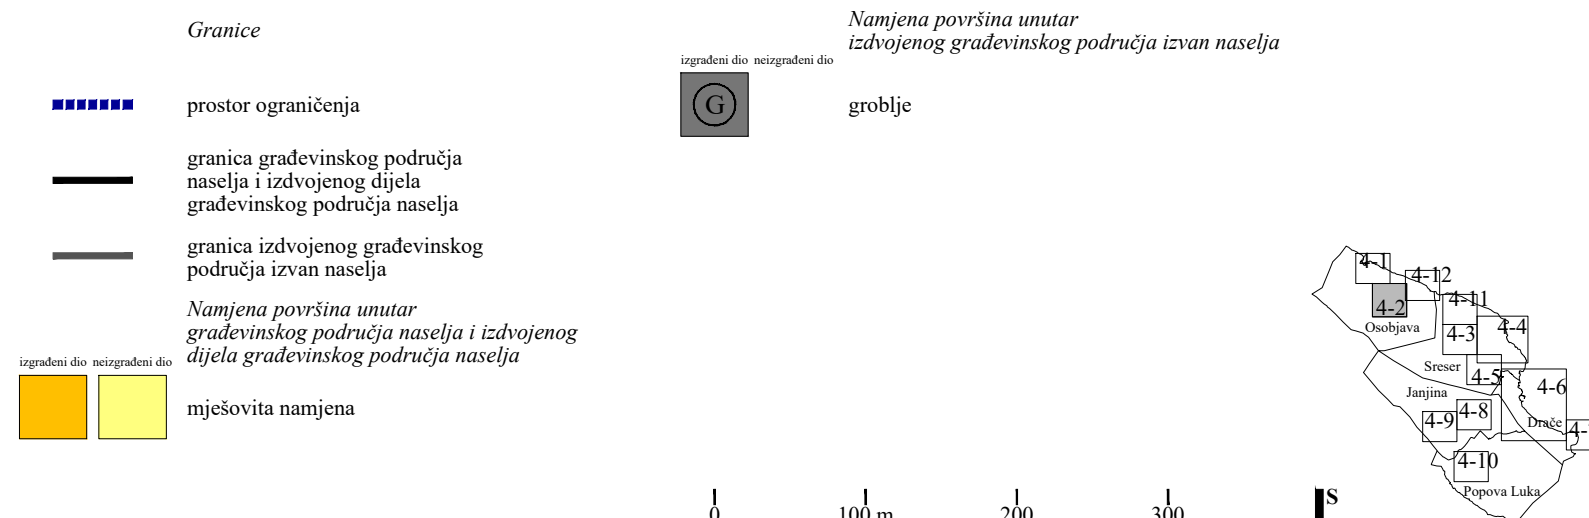 Granice
prostor ograničenja
granica građevinskog područja
naselja i izdvojenog dijela
građevinskog područja naselja
granica izdvojenog građevinskog
područja izvan naselja
Namjena površina unutar
građevinskog područja naselja i izdvojenog
dijela građevinskog područja naselja
izgrađeni dio neizgrađeni dio
mješovita namjena
Namjena površina unutar
izdvojenog građevinskog područja izvan naselja
izgrađeni dio neizgrađeni dio
G
groblje
4-1
4-12
4-2
4-11
Osobjava
4-3
4-4
Sreser
4-5
4-6
Janjina
4-8
4-9
Drače
4-10
Popova Luka
S
0 100 m 200 300